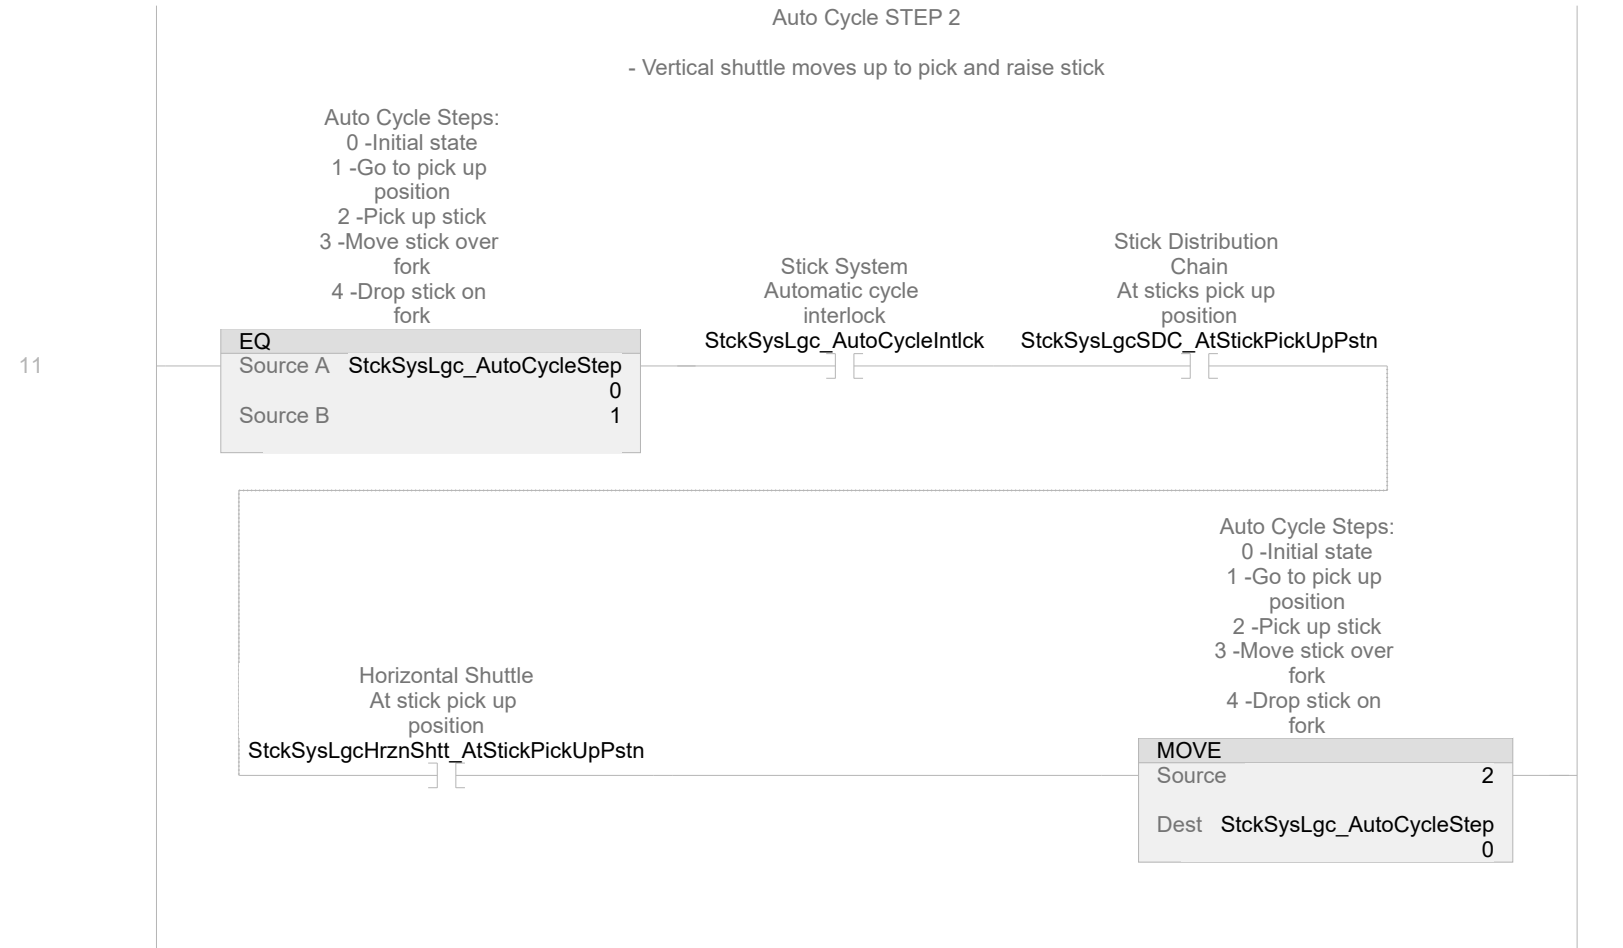 Auto Cycle STEP 2
- Vertical shuttle moves up to pick and raise stick
Auto Cycle Steps:
0 -Initial state
1 -Go to pick up
position
2 -Pick up stick
3 -Move stick over
fork
4 -Drop stick on
fork
Stick System
Automatic cycle
interlock
StckSysLgc_AutoCycleIntlck
Stick Distribution
Chain
At sticks pick up
position
StckSysLgcSDC_AtStickPickUpPstn
11
EQ
Source A StckSysLgc_AutoCycleStep
0
Source B 1
Horizontal Shuttle
At stick pick up
position
StckSysLgcHrznShtt_AtStickPickUpPstn
Auto Cycle Steps:
0 -Initial state
1 -Go to pick up
position
2 -Pick up stick
3 -Move stick over
fork
4 -Drop stick on
fork
MOVE
Source 2
Dest StckSysLgc_AutoCycleStep
0